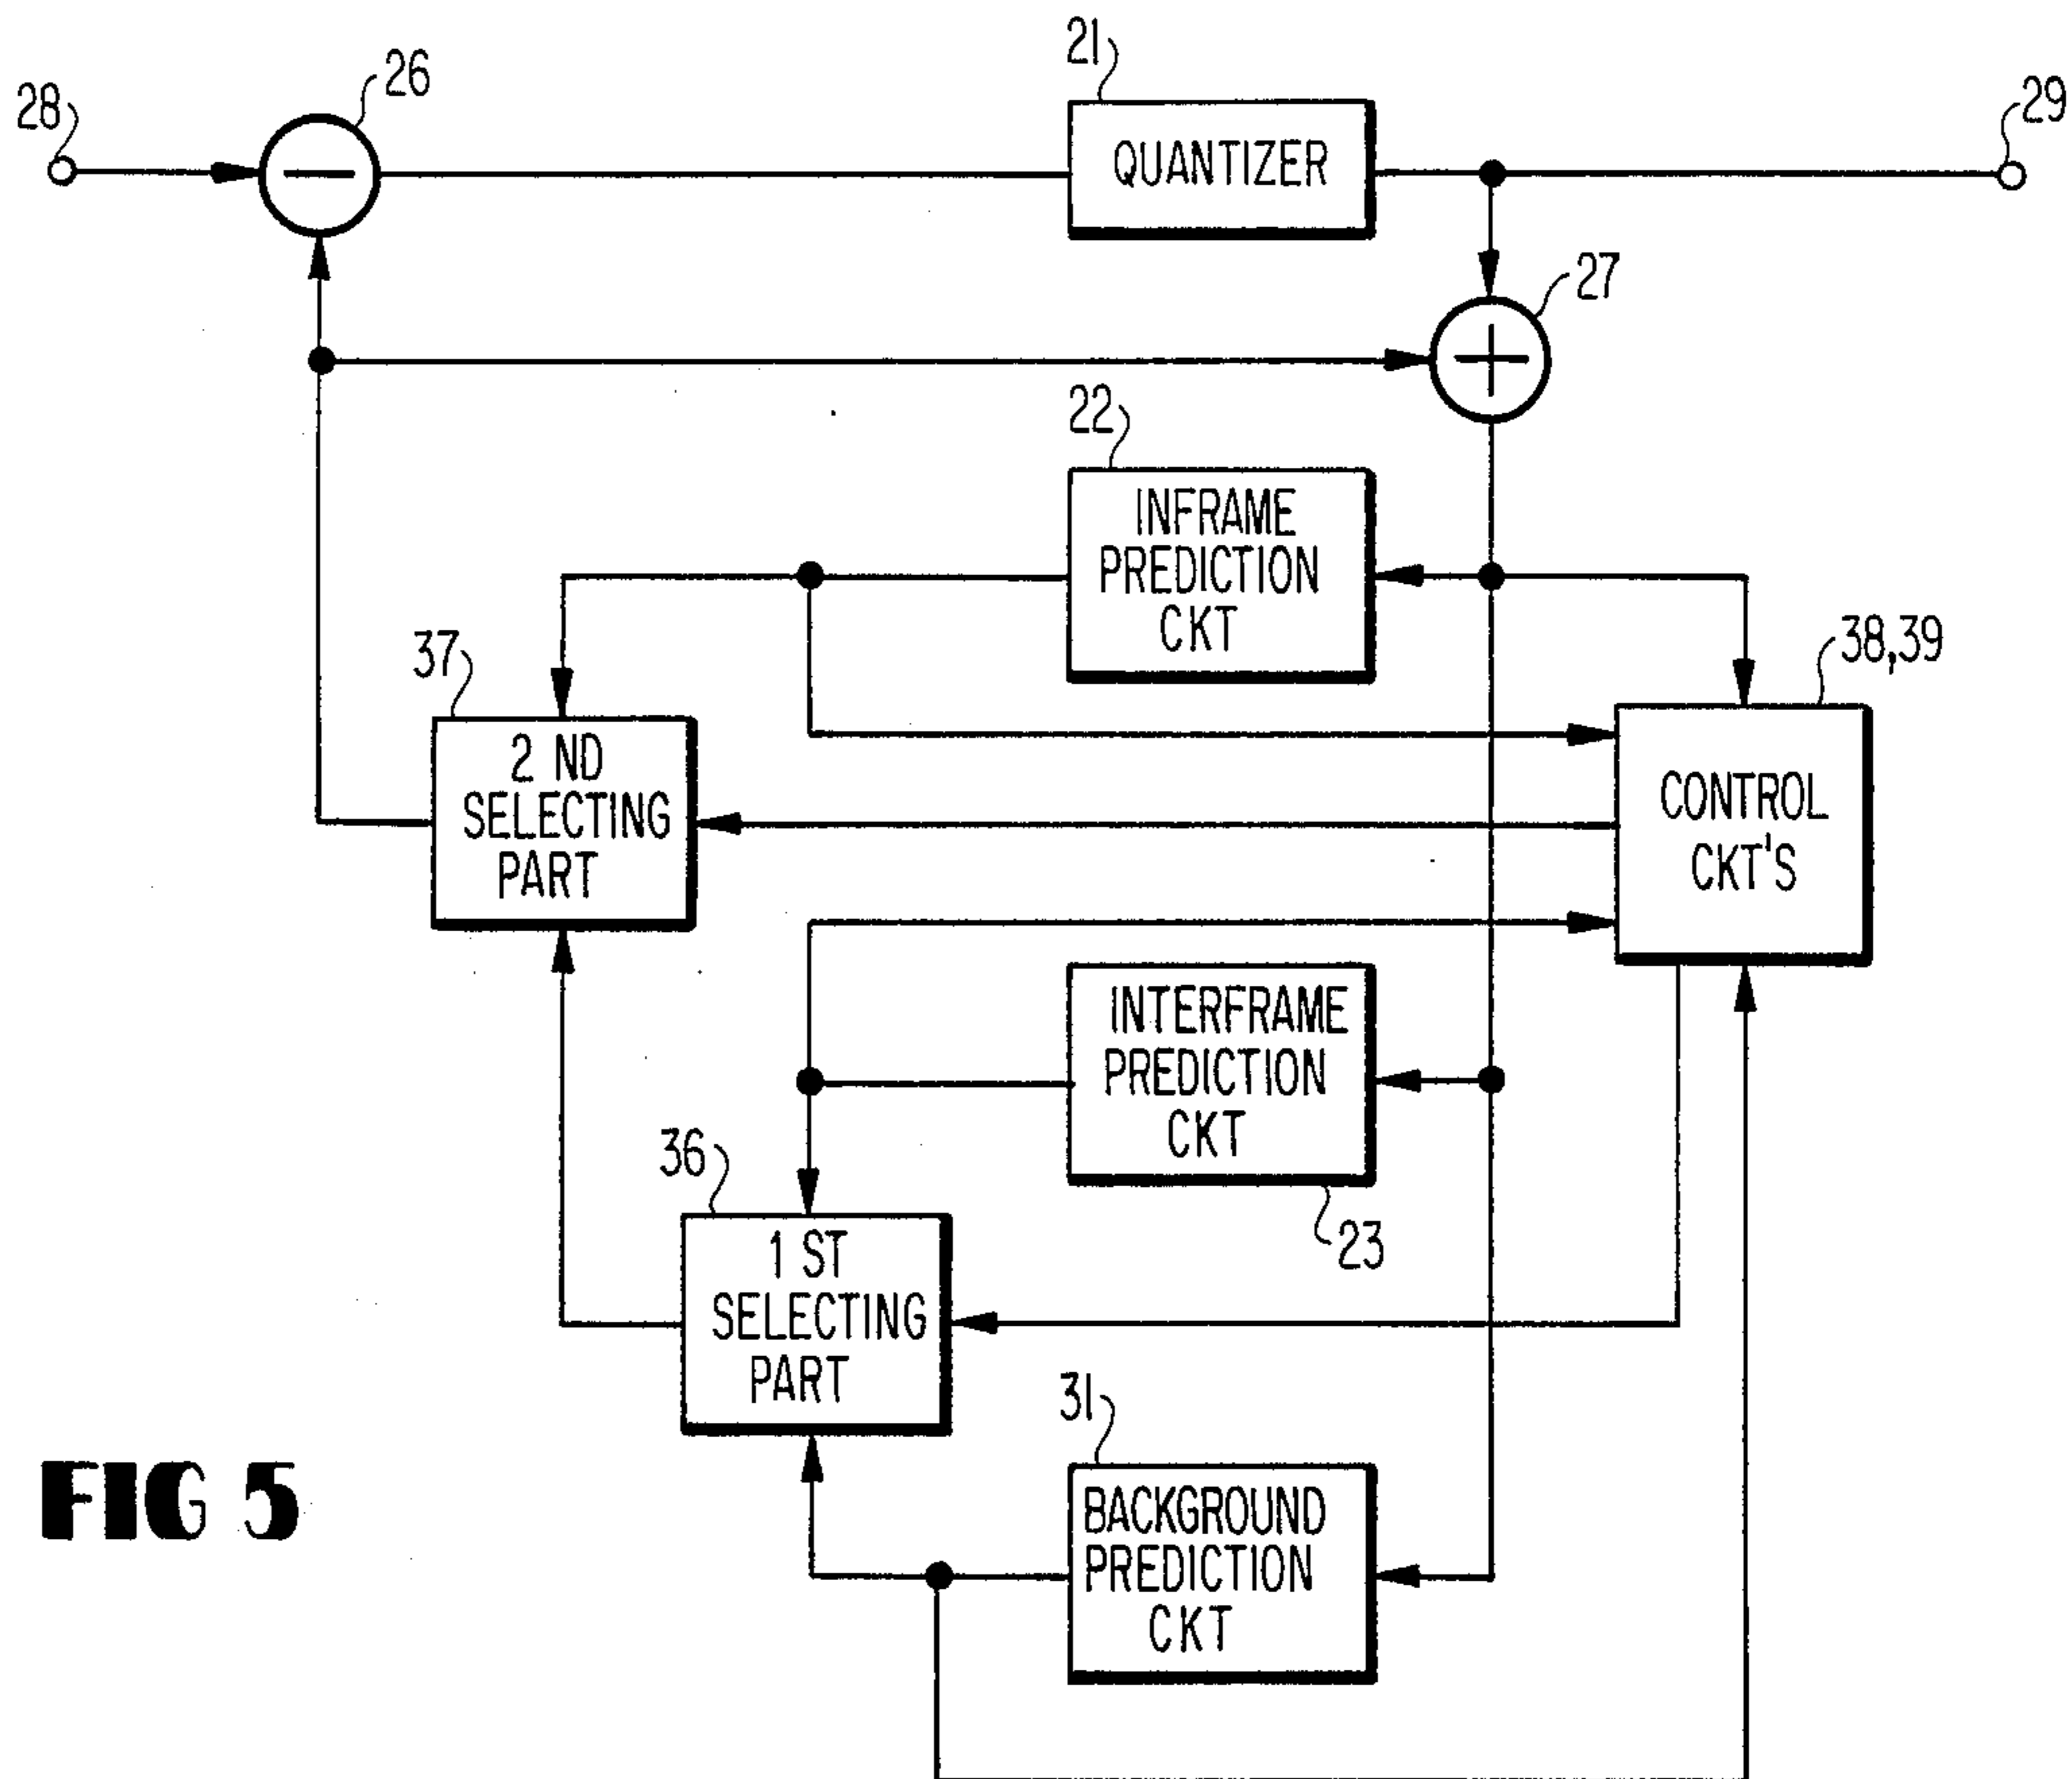 21
26
28
29
QUANTIZER
27
22
INFRAME
PREDICTION
CKT
37
38,39
2 ND
SELECTING
PART
CONTROL
CKT'S
INTERFRAME
PREDICTION
CKT
36
23
1 ST
SELECTING
PART
31
BACKGROUND
PREDICTION
CKT
FIG 5